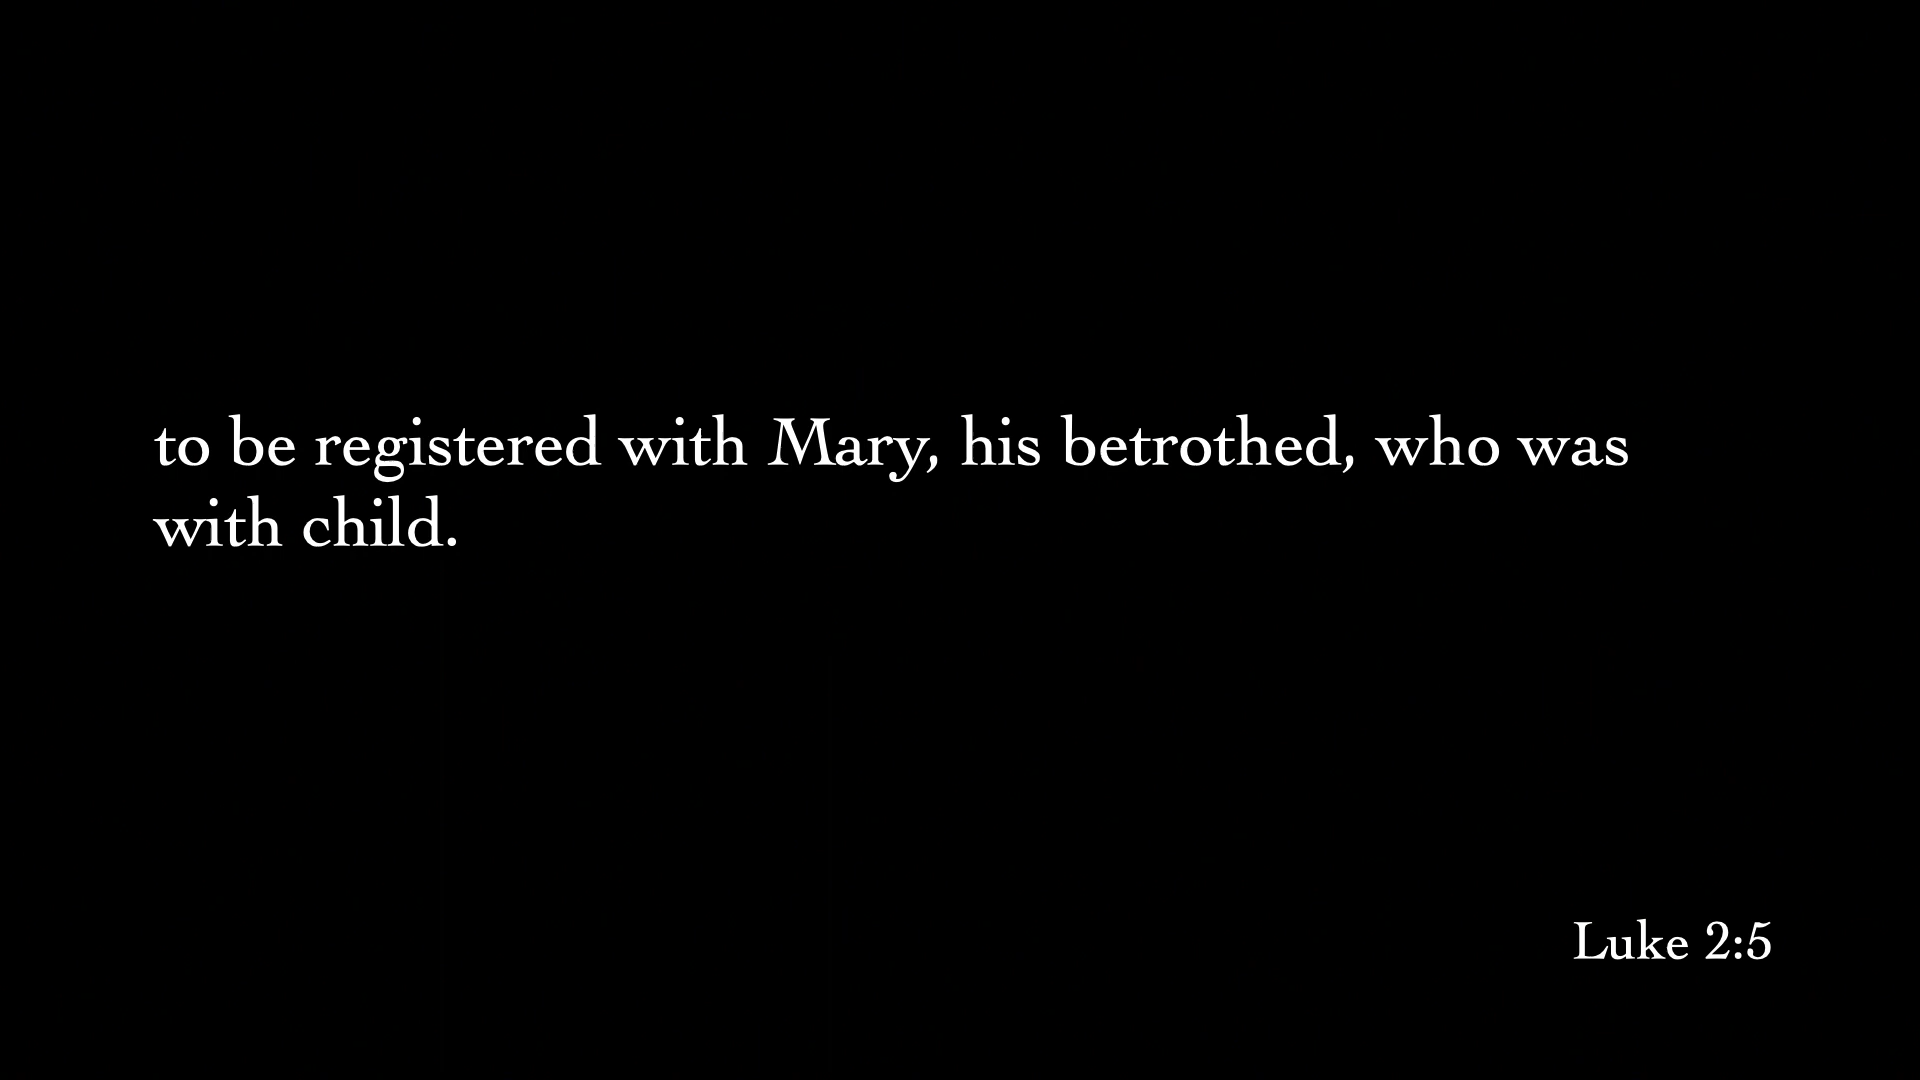 to be registered with Mary, his betrothed, who was
with child.
Luke 2:5